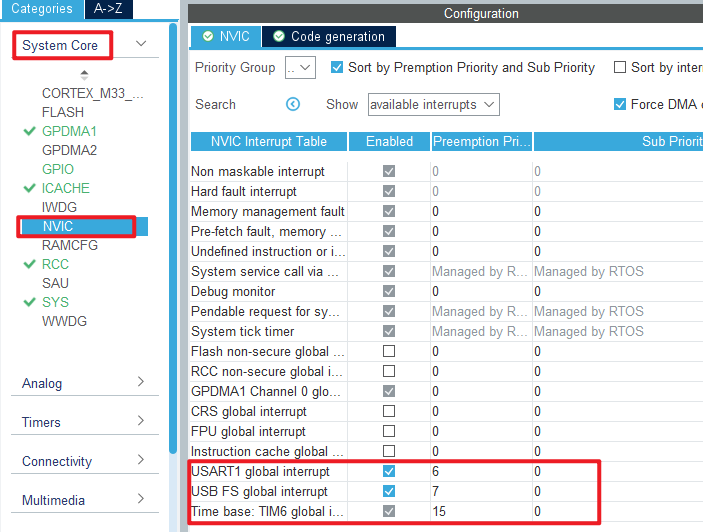 Categories A->Z
Configuration
System Core
CORTEX_M33_...
FLASH
GPDMA1
GPDMA2
GPIO
ICACHE
IWDG
NVIC
RAMCFG
RCC
SAU
SYS
WWDG
Analog
Timers
Connectivity
Multimedia
NVIC Code generation
Priority Group .. Sort by Premption Priority and Sub Priority Sort by inter
Search Show available interrupts Force DMA
NVIC Interrupt Table Enabled Preemption Pri... Sub Priorit
Non maskable interrupt 0 0
Hard fault interrupt 0 0
Memory management fault 0 0
Pre-fetch fault, memory ... 0 0
Undefined instruction or i... 0 0
System service call via ... Managed by R... Managed by RTOS
Debug monitor 0 0
Pendable request for sy... Managed by R... Managed by RTOS
System tick timer Managed by R... Managed by RTOS
Flash non-secure global ... 0 0
RCC non-secure global i... 0 0
GPDMA1 Channel 0 glo... 0 0
CRS global interrupt 0 0
FPU global interrupt 0 0
Instruction cache global ... 0 0
USART1 global interrupt 6 0
USB FS global interrupt 7 0
Time base: TIM6 global i... 15 0